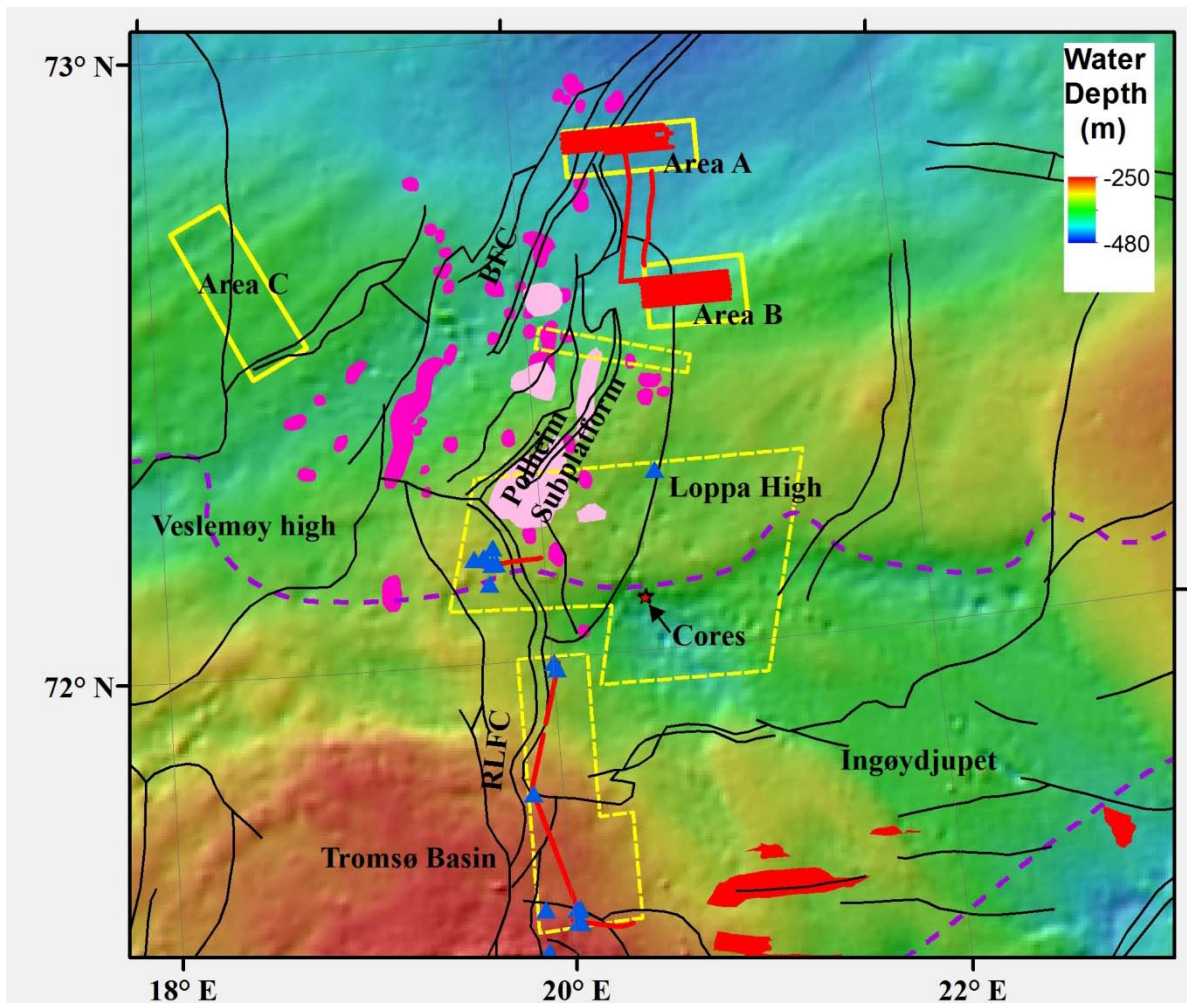 73° N
Water
Depth
(m)
-250
-480
Area A
BFC
Area C
Area B
Polheim
Subplatform
Loppa High
Veslemøy high
Cores
72° N
RLFC
Ingøydjupet
Tromsø Basin
18° E
20° E
22° E